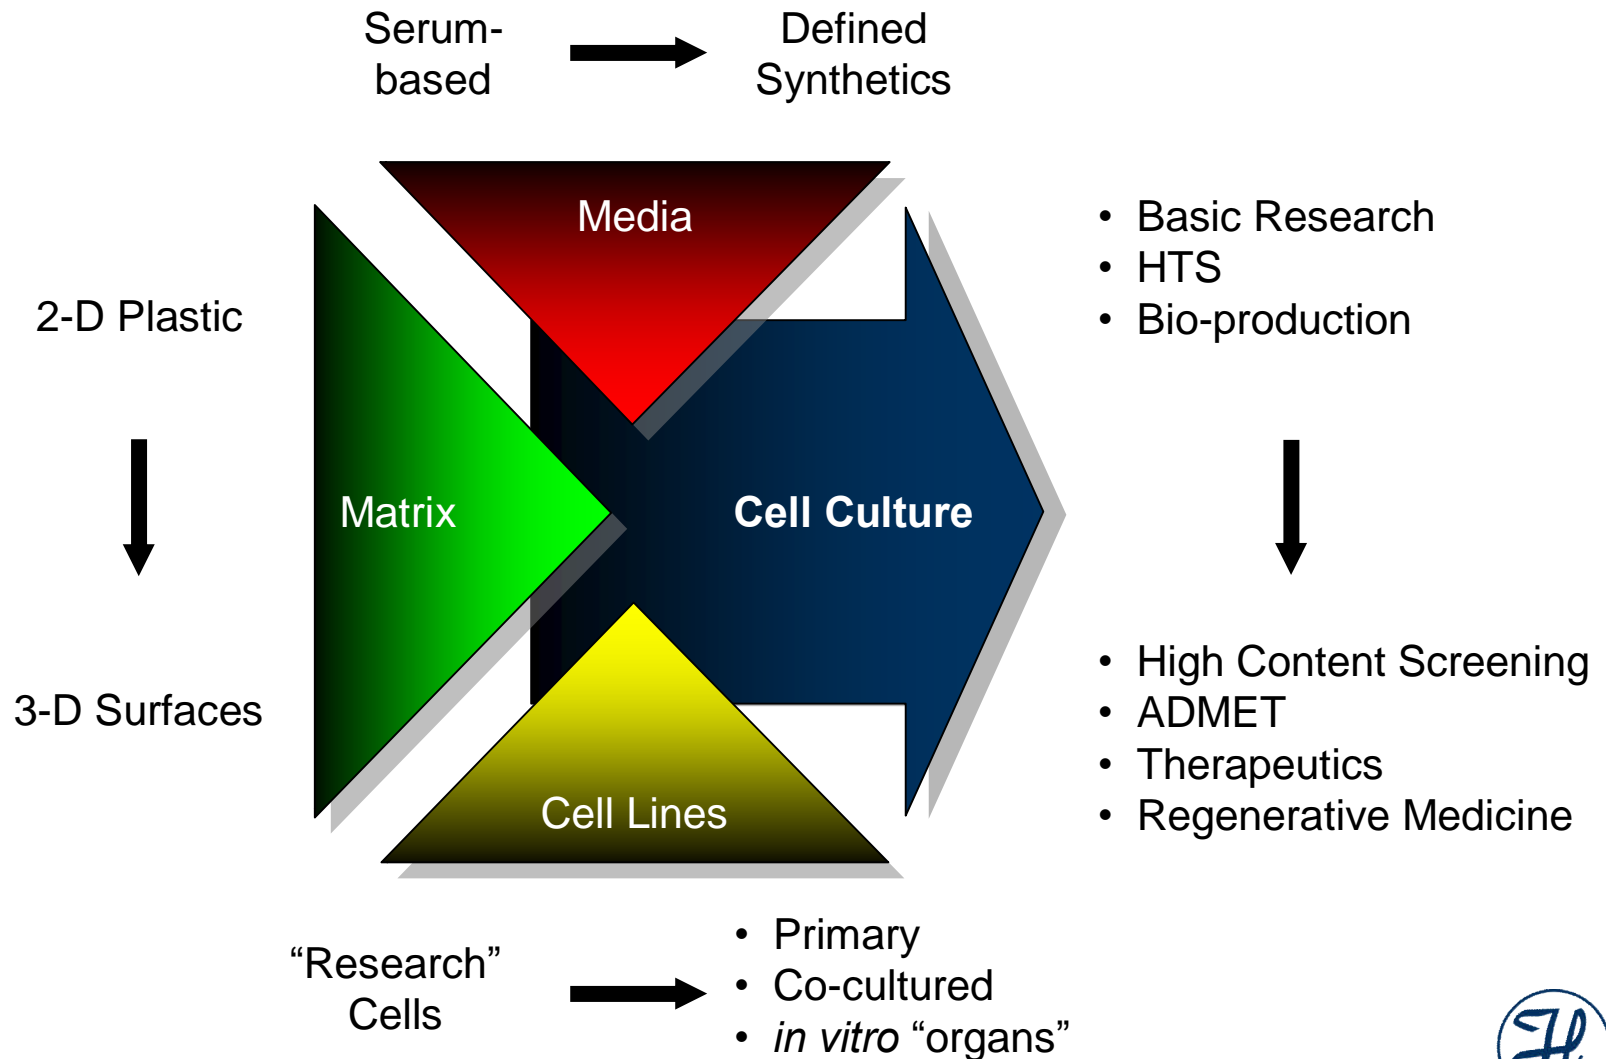 Serum-
based
Defined
Synthetics
Media
2-D Plastic
3-D Surfaces
Matrix
Cell Culture
• Basic Research
• HTS
• Bio-production
• High Content Screening
• ADMET
• Therapeutics
• Regenerative Medicine
Cell Lines
“Research”
Cells
• Primary
• Co-cultured
• in vitro “organs”